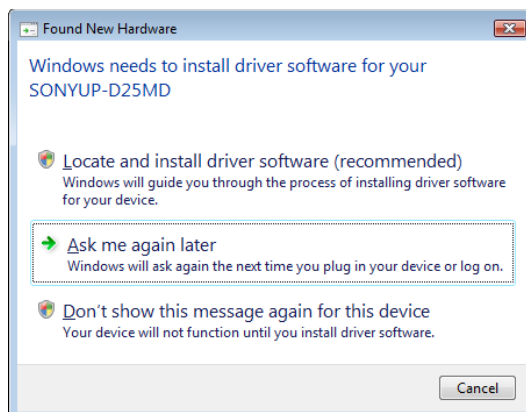 Found New Hardware
Windows needs to install driver software for your
SONYUP-D25MD
Locate and install driver software (recommended)
Windows will guide you through the process of installing driver software
for your device.
Ask me again later
Windows will ask again the next time you plug in your device or log on.
Don't show this message again for this device
Your device will not function until you install driver software.
Cancel